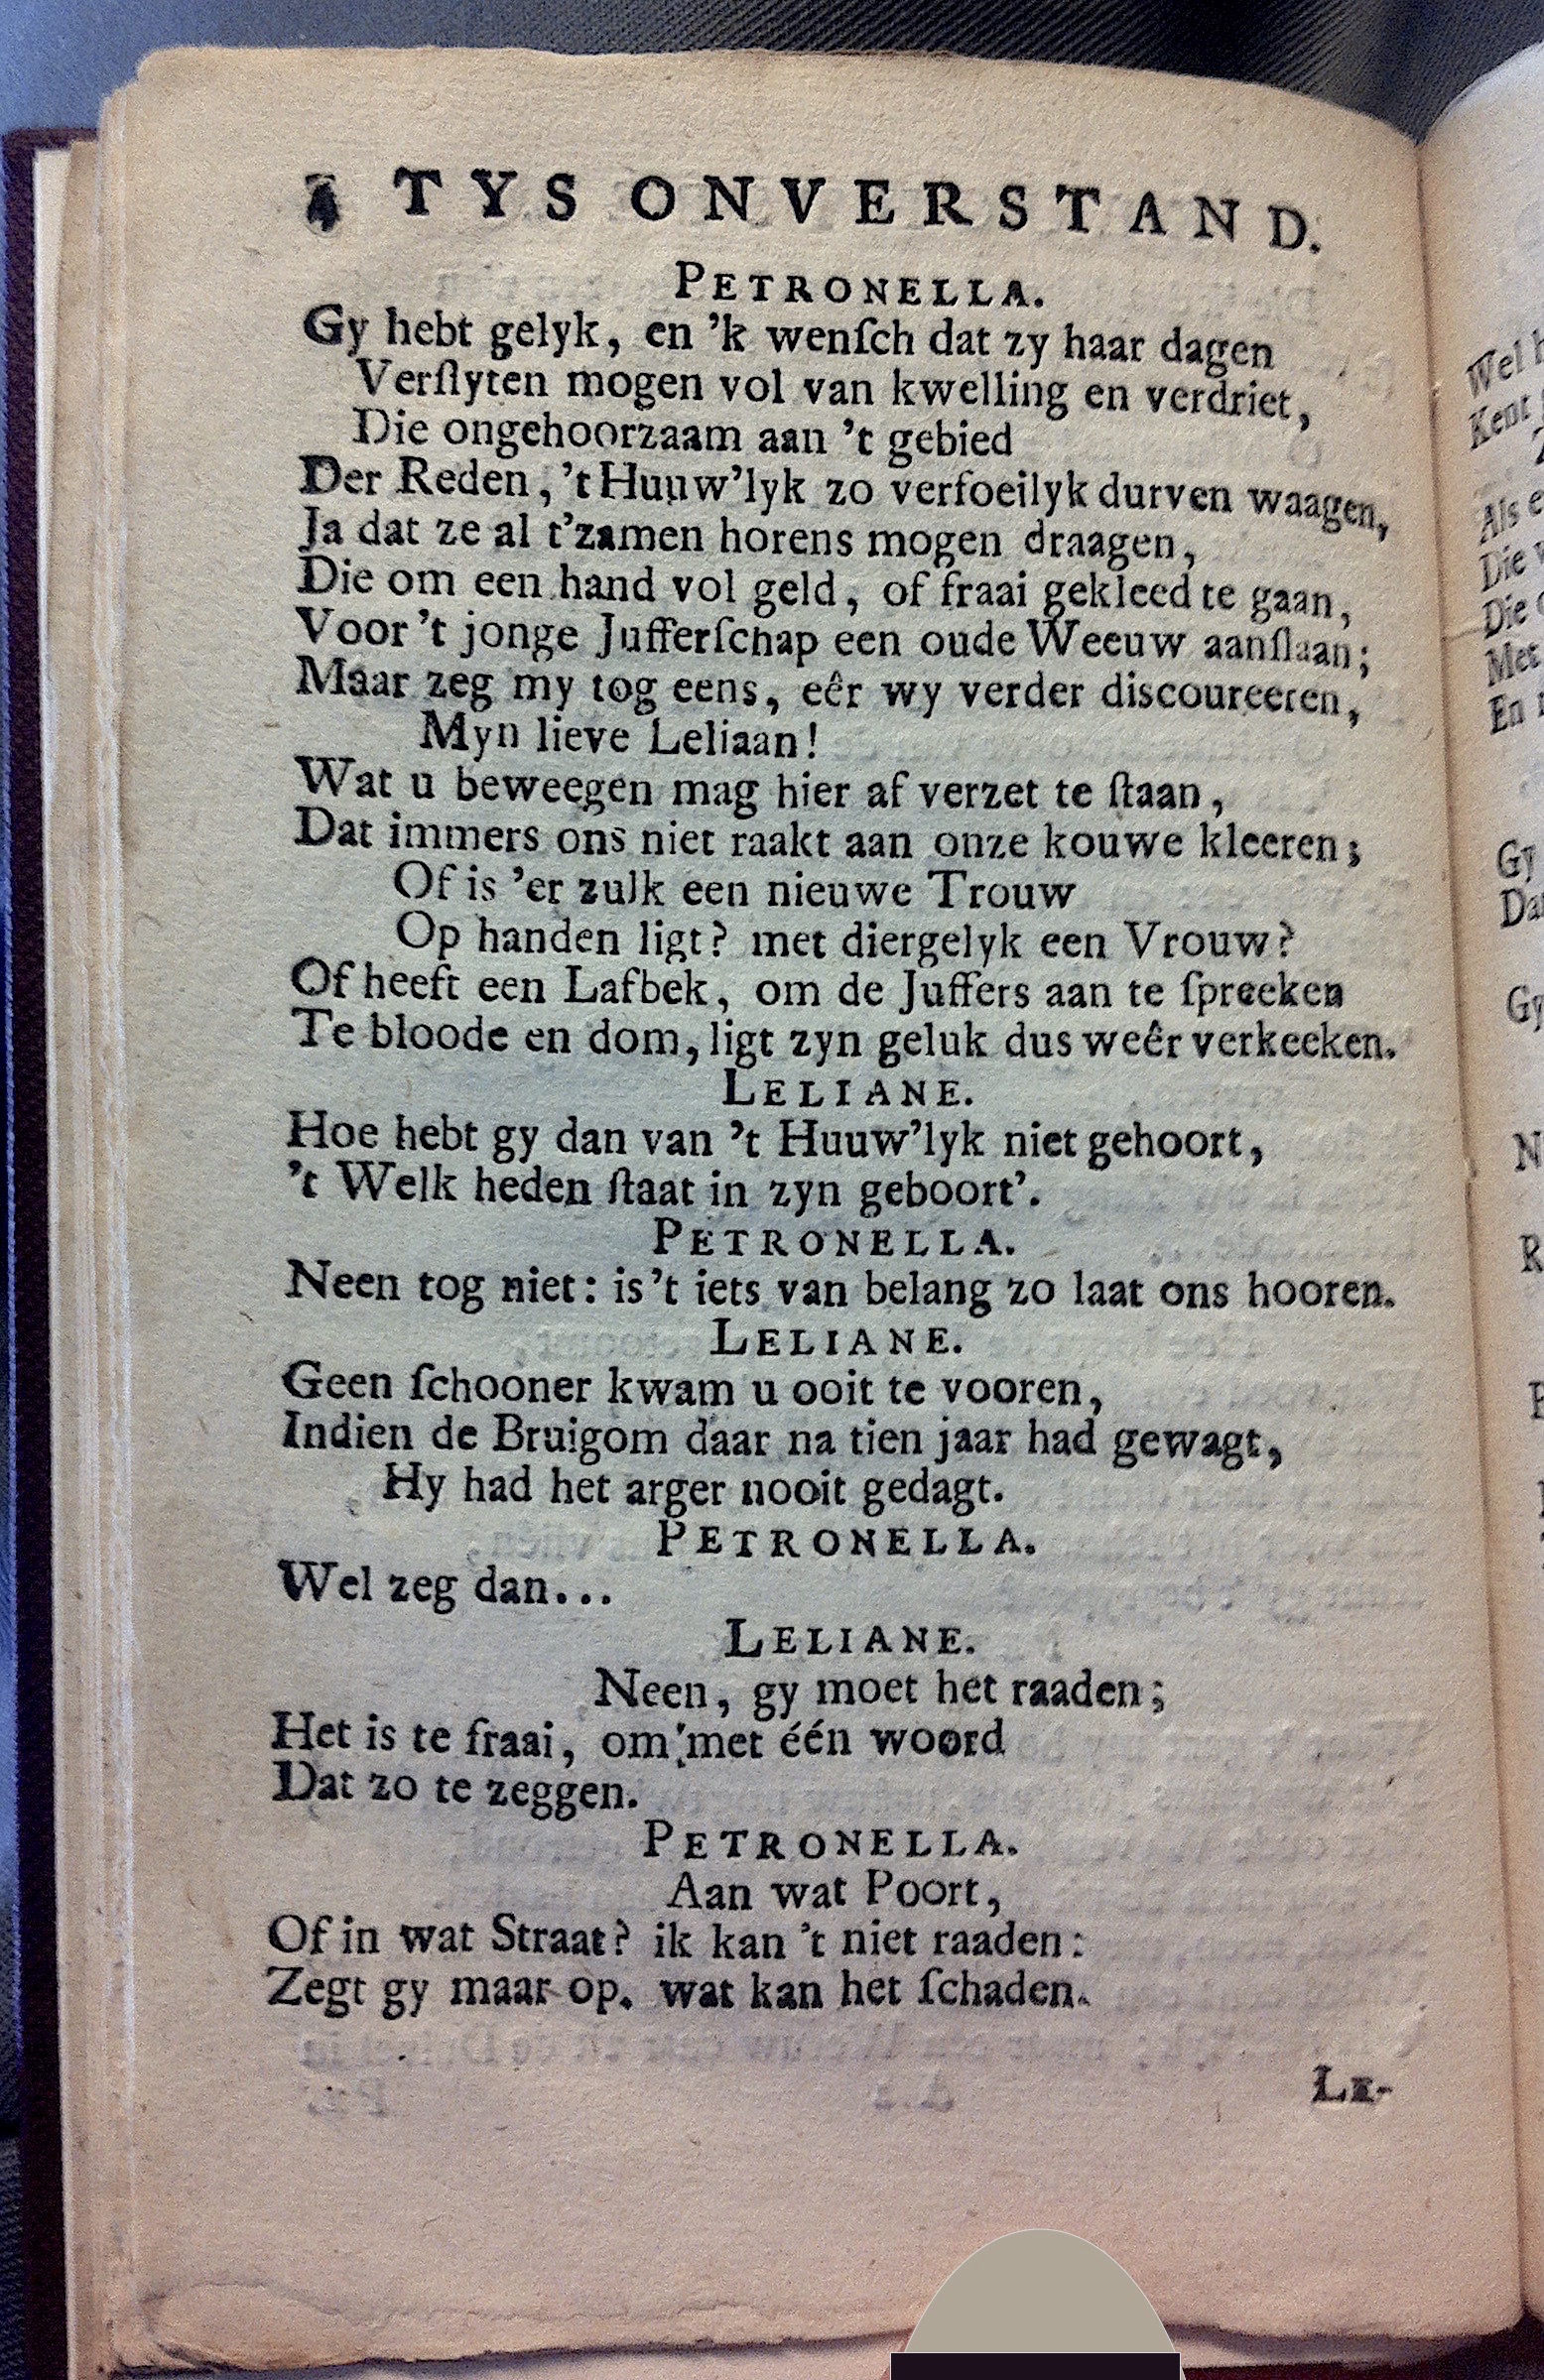 4 TYS ONVERSTAND.
PETRONELLA.
Gy hebt gelyk, en ’k wenſch dat zy haar dagen
Verſlyten mogen vol van kwelling en verdriet,
Die ongehoorzaam aan ’t gebied
Der Reden, ’t Huuw’lyk zo verfoeilyk durven waagen,
Ja dat ze al t’zamen horens mogen draagen,
Die om een hand vol geld, of fraai gekleed te gaan,
Voor ’t jonge Jufferſchap een oude Weeuw aanſlaan;
Maar zeg my tog eens, eêr wy verder discoureeren,
Myn lieve Leliaan!
Wat u beweegen mag hier af verzet te ſtaan,
Dat immers ons niet raakt aan onze kouwe kleeren;
Of is ’er zulk een nieuwe Trouw
Op handen ligt? met diergelyk een Vrouw?
Of heeft een Lafbek, om de Juffers aan te ſpreeken
Te bloode en dom, ligt zyn geluk dus weêr verkeeken.
LELIANE.
Hoe hebt gy dan van ’t Huuw’lyk niet gehoort,
’t Welk heden ſtaat in zyn geboort’.
PETRONELLA.
Neen tog niet: is ’t iets van belang zo laat ons hooren.
LELIANE.
Geen ſchooner kwam u ooit te vooren,
Indien de Bruigom daar na tien jaar had gewagt,
Hy had het arger nooit gedagt.
PETRONELLA.
Wel zeg dan...
LELIANE.
Neen, gy moet het raaden;
Het is te fraai, om met één woord
Dat zo te zeggen.
PETRONELLA.
Aan wat Poort,
Of in wat Straat? ik kan ’t niet raaden:
Zegt gy maar op. wat kan het ſchaden.
LE-
Wel
Kent
Als
Die
Die
Met
En
Gy
Gy